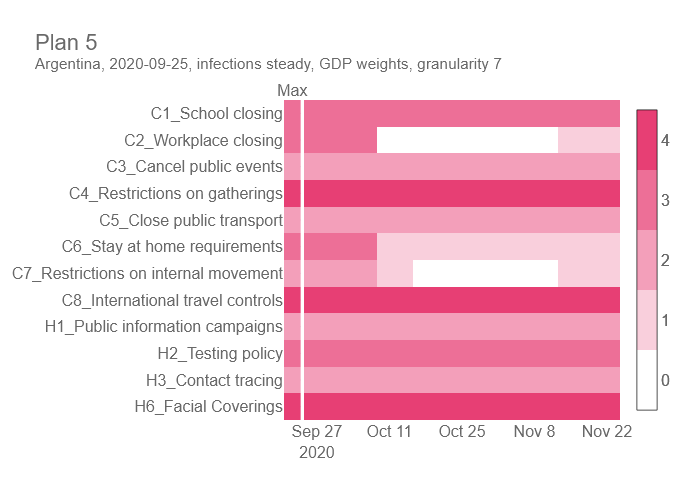 Plan 5
Argentina, 2020-09-25, infections steady, GDP weights, granularity 7
Max
C1_School closing
C2_Workplace closing
C3_Cancel public events
C4_Restrictions on gatherings
C5_Close public transport
C6_Stay at home requirements
C7_Restrictions on internal movement
C8_International travel controls
H1_Public information campaigns
H2_Testing policy
H3_Contact tracing
H6_Facial Coverings
4
3
2
1
0
Sep 27 Oct 11 Oct 25 Nov 8 Nov 22
2020